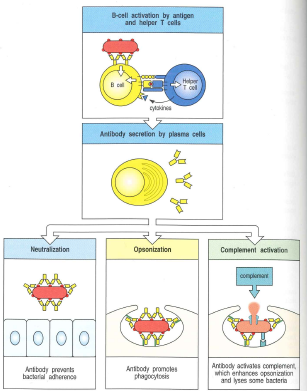 B-cell activation by antigen
and helper T cells
B cell
Helper
T cell
cytokines
Antibody secretion by plasma cells
Neutralization
Opsonization
Complement activation
complement
Antibody prevents
bacterial adherence
Antibody promotes
phagocytosis
Antibody activates complement,
which enhances opsonization
and lyses some bacteria